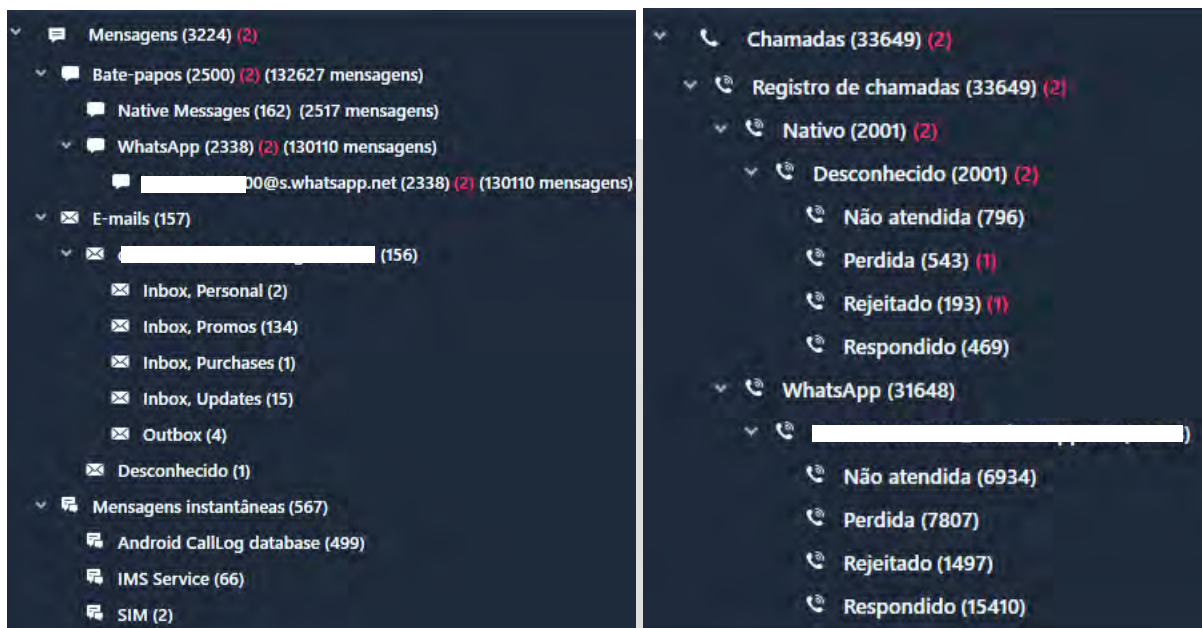 Mensagens (3224) (2)
Bate-papos (2500) (2) (132627 mensagens)
Native Messages (162) (2517 mensagens)
WhatsApp (2338) (2) (130110 mensagens)
00@s.whatsapp.net (2338) (2) (130110 mensagens)
E-mails (157)
(156)
Inbox, Personal (2)
Inbox, Promos (134)
Inbox, Purchases (1)
Inbox, Updates (15)
Outbox (4)
Desconhecido (1)
Mensagens instantâneas (567)
Android CallLog database (499)
IMS Service (66)
SIM (2)
Chamadas (33649) (2)
Registro de chamadas (33649) (2)
Nativo (2001) (2)
Desconhecido (2001) (2)
Não atendida (796)
Perdida (543) (1)
Rejeitado (193) (1)
Respondido (469)
WhatsApp (31648)
Não atendida (6934)
Perdida (7807)
Rejeitado (1497)
Respondido (15410)